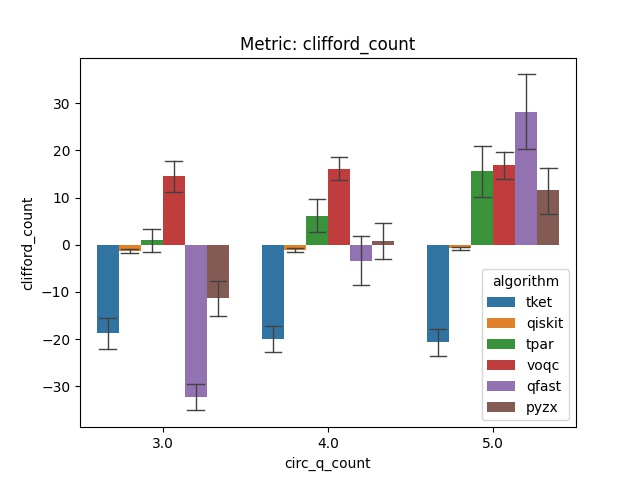 Metric: clifford_count
clifford_count
30
20
10
0
−10
−20
−30
3.0
4.0
5.0
circ_q_count
algorithm
tket
qiskit
tpar
voqc
qfast
pyzx